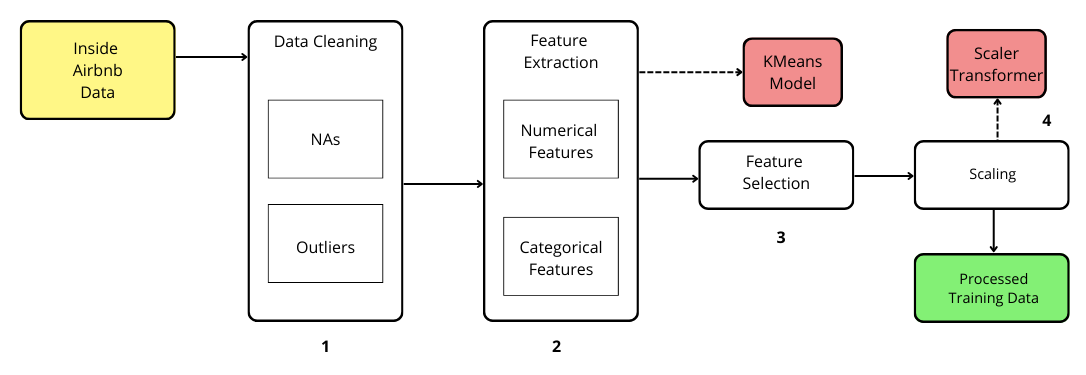 Inside
Airbnb
Data
Data Cleaning
NAs
Outliers
1
Feature
Extraction
Numerical
Features
Categorical
Features
2
KMeans
Model
Feature
Selection
3
Scaler
Transformer
4
Scaling
Processed
Training Data